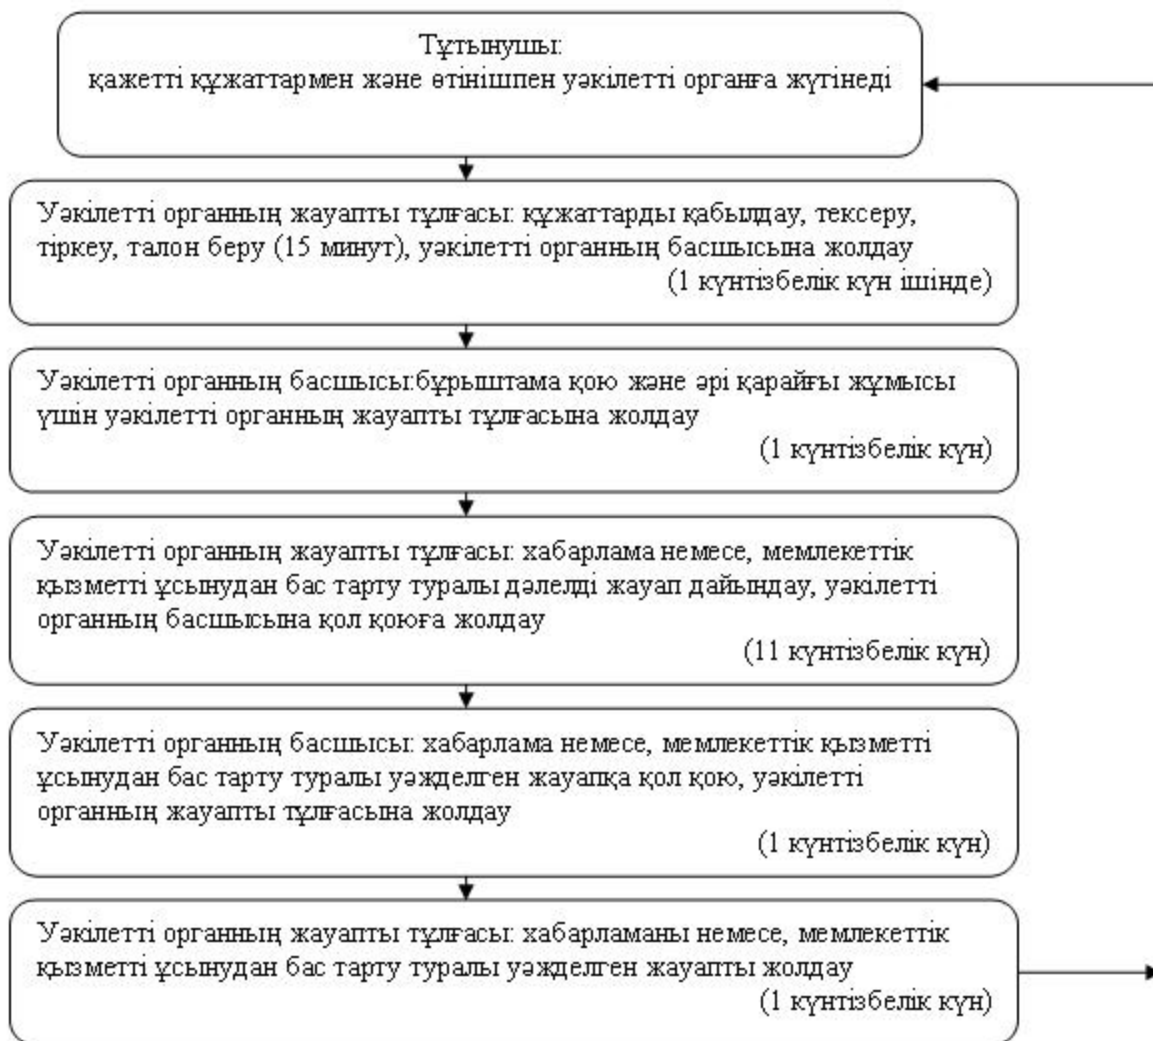 Тұтынушы:
қажетті құжаттармен және өтінішпен уәкілетті органға жүгінеді
Уәкілетті органның жауапты тұлғасы: құжаттарды қабылдау, тексеру,
тіркеу, талон беру (15 минут), уәкілетті органның басшысына жолдау
(1 күнтізбелік күн ішінде)
Уәкілетті органның басшысы:бұрыштама қою және әрі қарайғы жұмысы
үшін уәкілетті органның жауапты тұлғасына жолдау
(1 күнтізбелік күн)
Уәкілетті органның жауапты тұлғасы: хабарлама немесе, мемлекеттік
қызметті ұсынудан бас тарту туралы дәлелді жауап дайындау, уәкілетті
органның басшысына қол қоюға жолдау
(11 күнтізбелік күн)
Уәкілетті органның басшысы: хабарлама немесе, мемлекеттік қызметті
ұсынудан бас тарту туралы уәжделген жауапқа қол қою, уәкілетті
органның жауапты тұлғасына жолдау
(1 күнтізбелік күн)
Уәкілетті органның жауапты тұлғасы: хабарламаны немесе, мемлекеттік
қызметті ұсынудан бас тарту туралы уәжделген жауапты жолдау
(1 күнтізбелік күн)